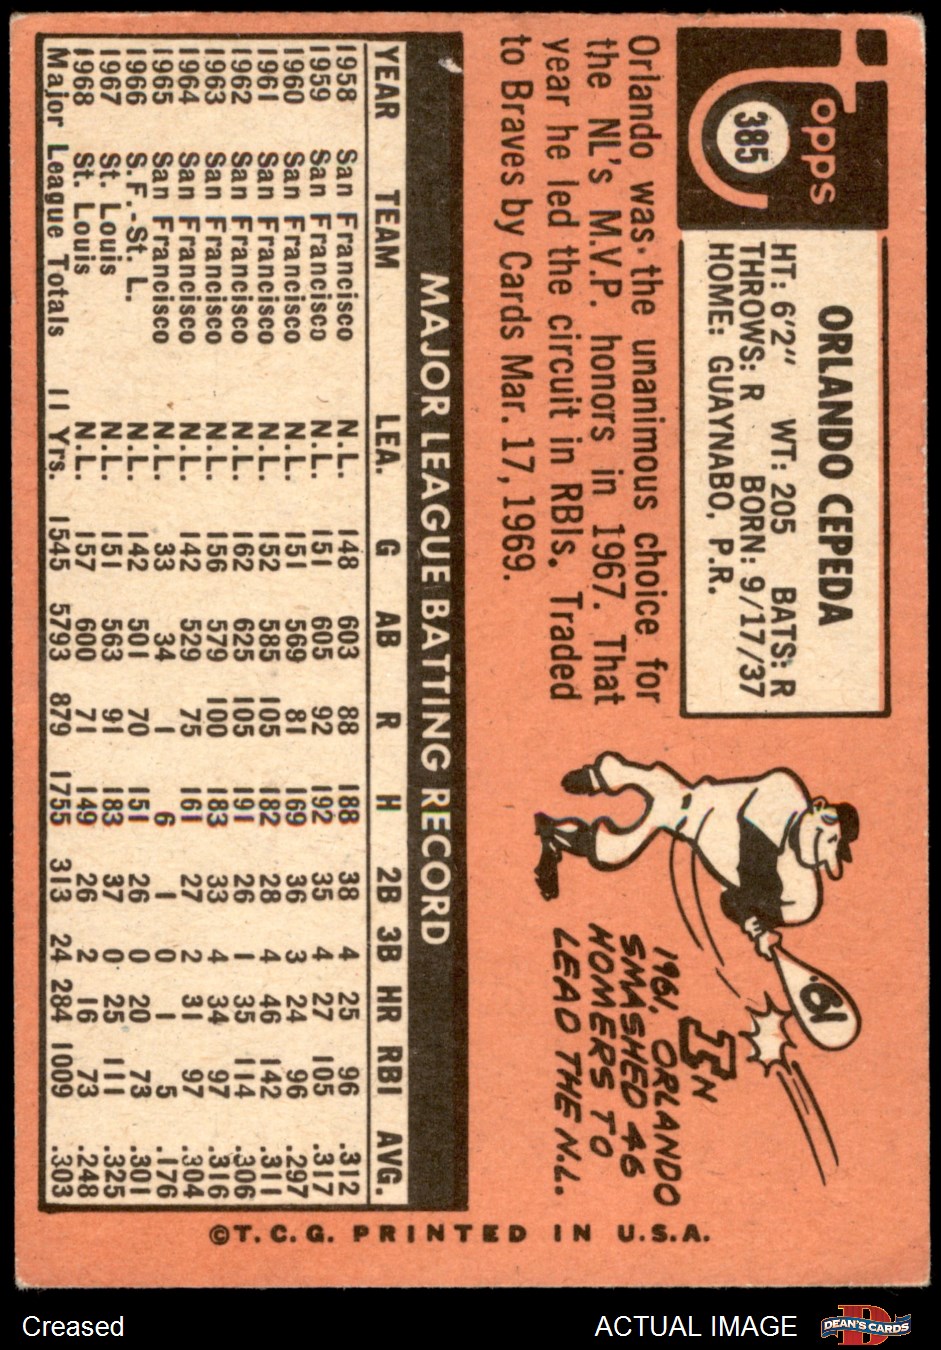 Topps
385
ORLANDO CEPEDA
HT: 6'2" WT: 205 BATS: R
THROWS: R BORN: 9/17/37
HOME: GUAYNABO, P.R.
Orlando was the unanimous choice for
the NL's M.V.P. honors in 1967. That
year he led the circuit in RBIs. Traded
to Braves by Cards Mar. 17, 1969.
61
IN
1961, ORLANDO
SMASHED 46
HOMERS TO
LEAD THE N.L.
MAJOR LEAGUE BATTING RECORD
YEAR TEAM LEA. G AB R H 2B 3B HR RBI AVG.
1958 San Francisco N.L. 148 603 88 188 38 4 25 96 .312
1959 San Francisco N.L. 151 605 92 192 35 4 27 105 .317
1960 San Francisco N.L. 151 569 81 169 36 3 24 96 .297
1961 San Francisco N.L. 152 585 105 182 28 4 46 142 .311
1962 San Francisco N.L. 162 625 105 191 26 1 35 114 .306
1963 San Francisco N.L. 156 579 100 183 33 4 34 97 .316
1964 San Francisco N.L. 142 529 75 161 27 2 31 97 .304
1965 San Francisco N.L. 33 34 1 6 1 0 1 5 .176
1966 S.F.-St. L. N.L. 142 501 70 151 26 0 20 73 .301
1967 St. Louis N.L. 151 563 91 183 37 0 25 111 .325
1968 St. Louis N.L. 157 600 71 149 26 2 16 73 .248
Major League Totals 11 Yrs. 1545 5793 879 1755 313 24 284 1009 .303
©T.C.G. PRINTED IN U.S.A.
Creased
ACTUAL IMAGE
D
DEAN'S CARDS